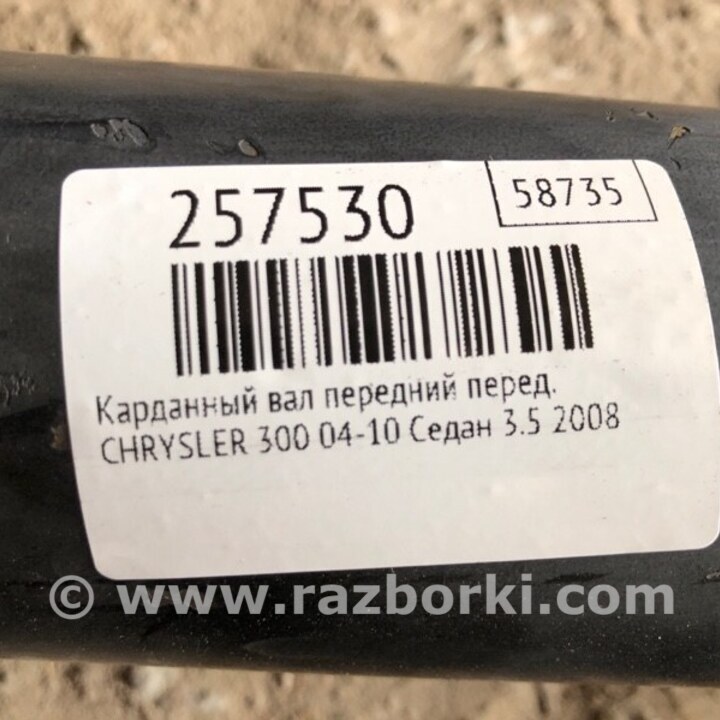 257530
58735
Карданный вал передний перед.
CHRYSLER 300 04-10 Седан 3.5 2008
© www.razborki.com